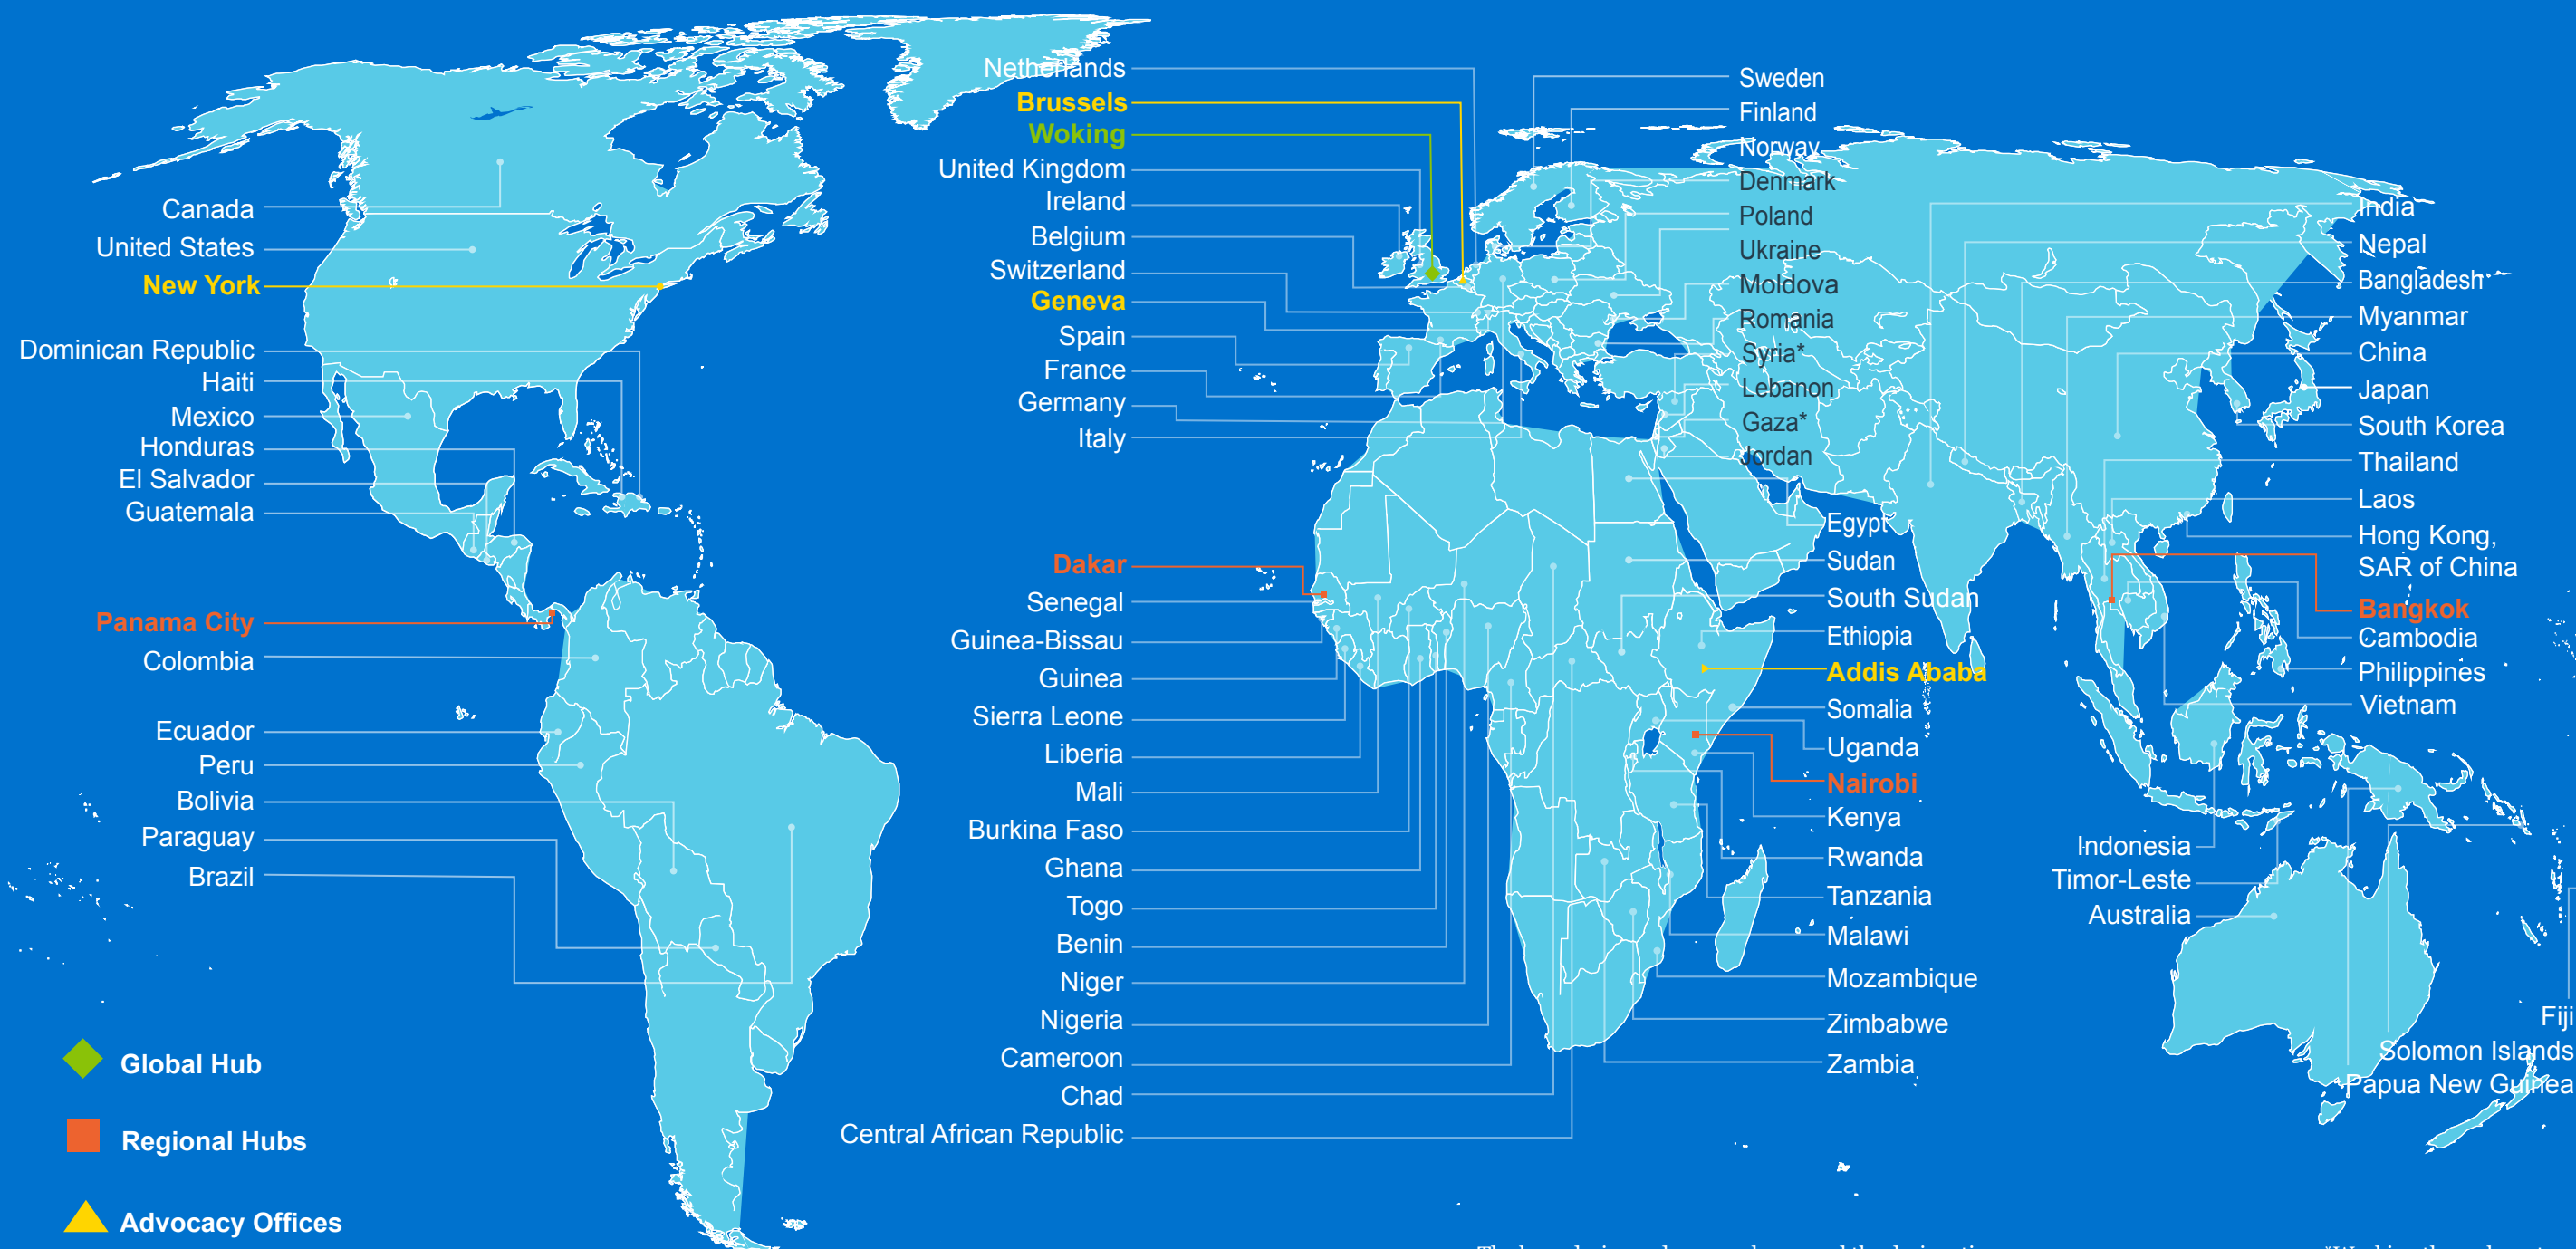 Canada
United States
New York
Dominican Republic
Haiti
Mexico
Honduras
El Salvador
Guatemala
Panama City
Colombia
Ecuador
Peru
Bolivia
Paraguay
Brazil
Global Hub
Regional Hubs
Advocacy Offices
Netherlands
Brussels
Woking
United Kingdom
Ireland
Belgium
Switzerland
Geneva
Spain
France
Germany
Italy
Dakar
Senegal
Guinea-Bissau
Guinea
Sierra Leone
Liberia
Mali
Burkina Faso
Ghana
Togo
Benin
Niger
Nigeria
Cameroon
Chad
Central African Republic
Sweden
Finland
Norway
Denmark
Poland
Ukraine
Moldova
Romania
Syria*
Lebanon
Gaza*
Jordan
Egypt
Sudan
South Sudan
Ethiopia
Addis Ababa
Somalia
Uganda
Nairobi
Kenya
Rwanda
Tanzania
Malawi
Mozambique
Zimbabwe
Zambia
India
Nepal
Bangladesh
Myanmar
China
Japan
South Korea
Thailand
Laos
Hong Kong,
SAR of China
Bangkok
Cambodia
Philippines
Vietnam
Indonesia
Timor-Leste
Australia
Fiji
Solomon Islands
Papua New Guinea